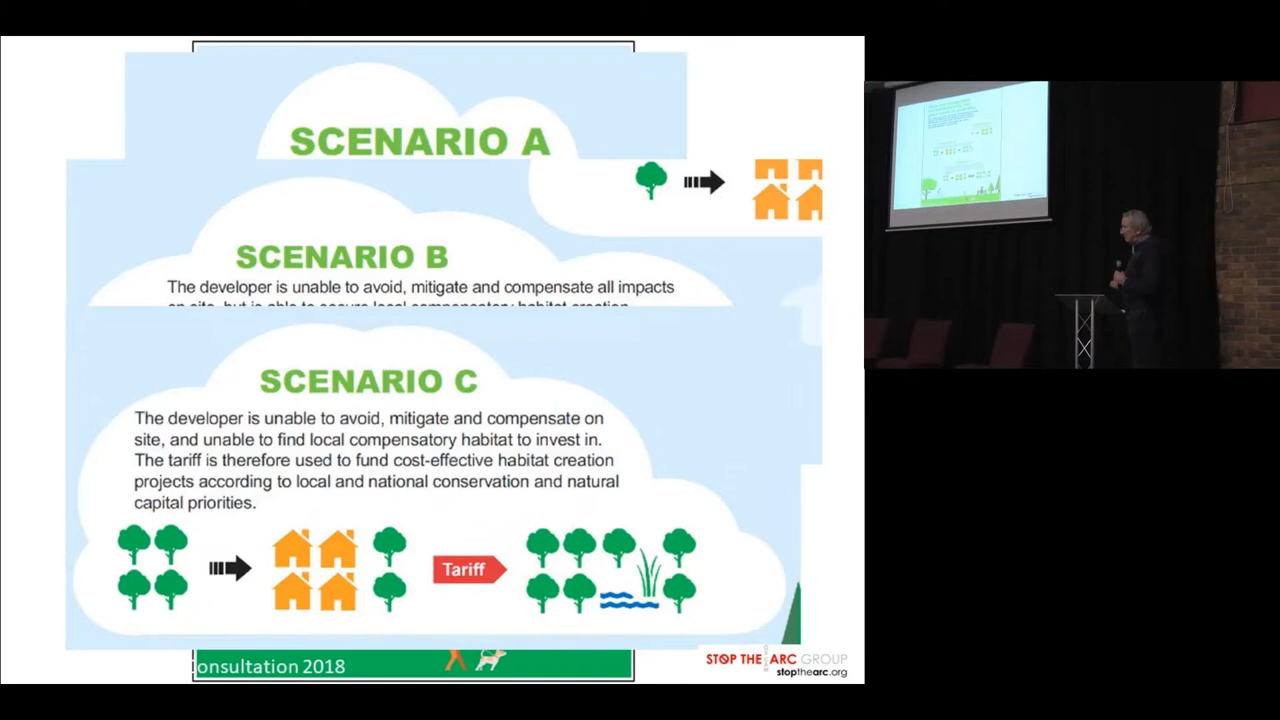 SCENARIO A
SCENARIO B
The developer is unable to avoid, mitigate and compensate all impacts
on site, but is able to secure local compensatory habitat creation
SCENARIO C
The developer is unable to avoid, mitigate and compensate on
site, and unable to find local compensatory habitat to invest in.
The tariff is therefore used to fund cost-effective habitat creation
projects according to local and national conservation and natural
capital priorities.
Tariff
onsultation 2018
STOP THE ARC GROUP
stopthearc.org